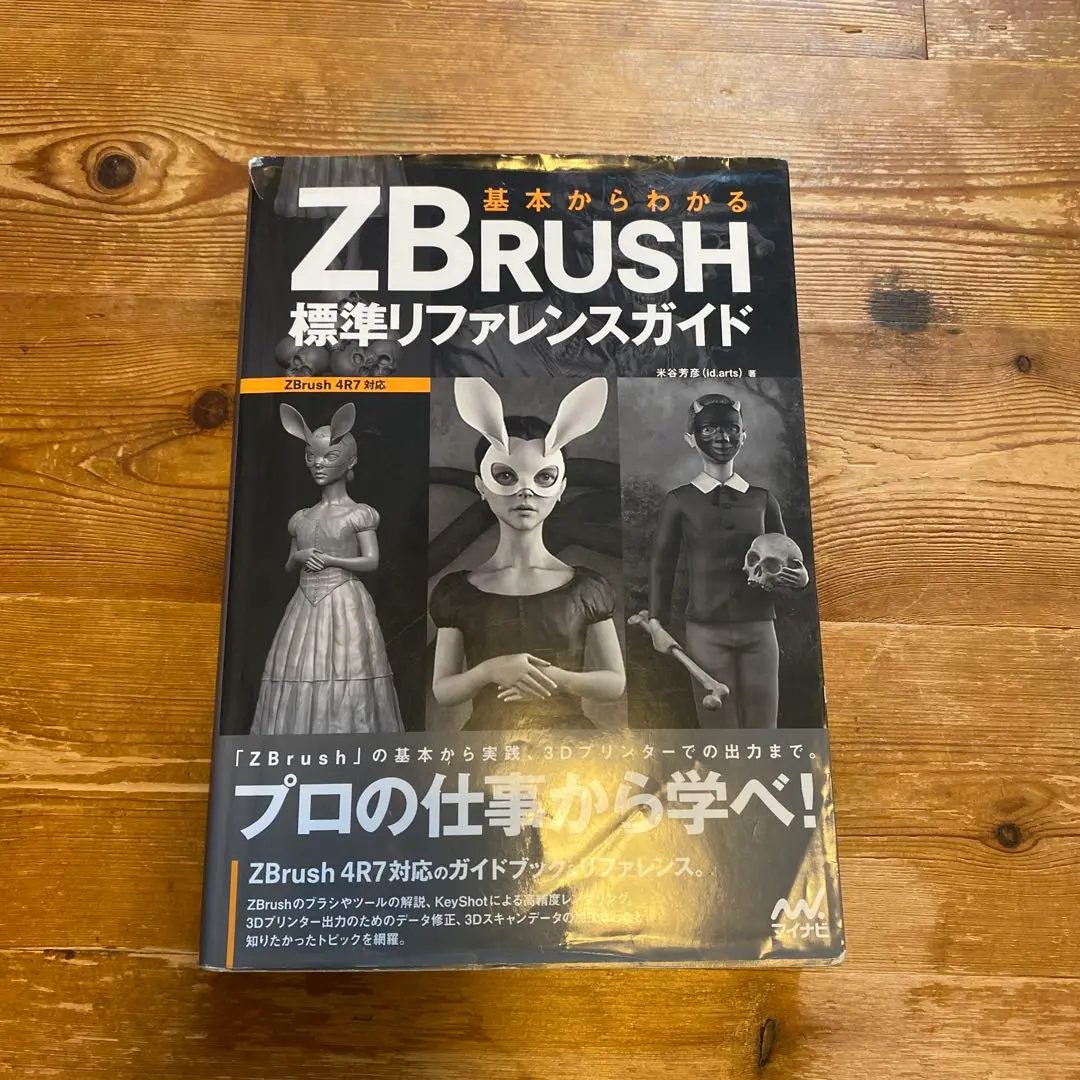 基本からわかる
ZBRUSH
標準リファレンスガイド
米谷芳彦(id.arts) 著
ZBrush 4R7 対応
「ZBrush」の基本から実践、3Dプリンターでの出力まで。
プロの仕事から学べ!
ZBrush 4R7対応のガイドブック&リファレンス。
ZBrushのブラシやツールの解説、KeyShotによる高精度レンダリング、
3Dプリンター出力のためのデータ修正、3Dスキャンデータの加工など
知りたかったトピックを網羅。
マイナビ